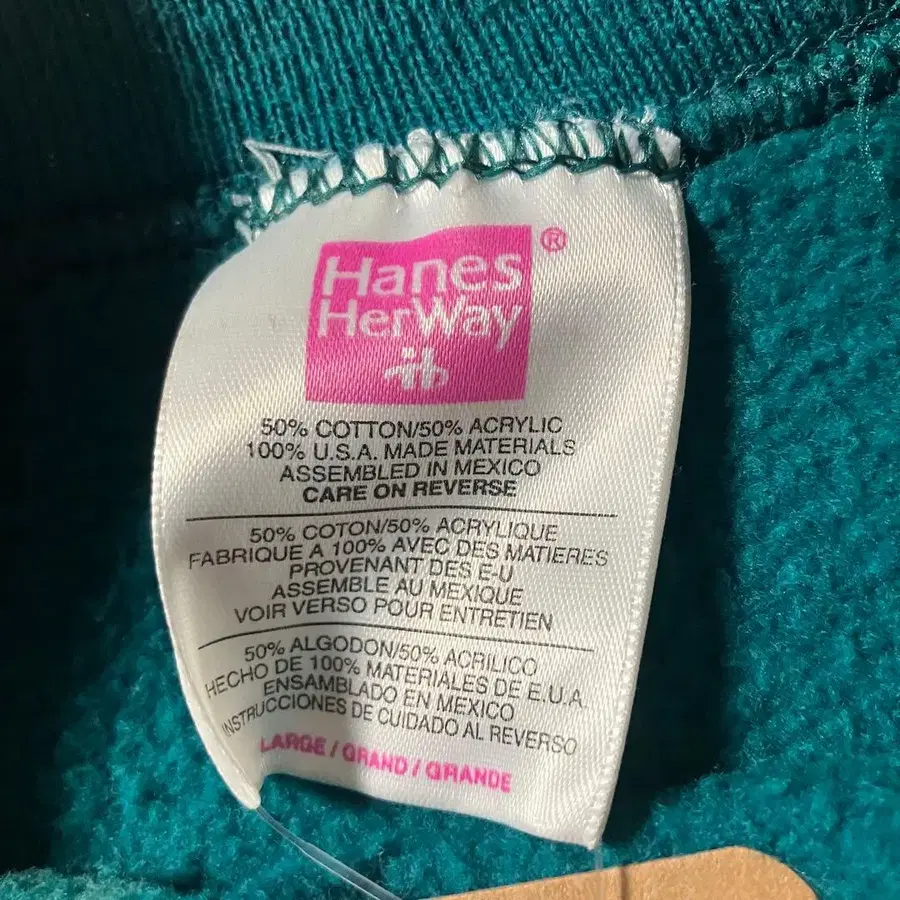 Hanes
HerWay
®
50% COTTON/50% ACRYLIC
100% U.S.A. MADE MATERIALS
ASSEMBLED IN MEXICO
CARE ON REVERSE
50% COTON/50% ACRYLIQUE
FABRIQUE A 100% AVEC DES MATIERES
PROVENANT DES E-U
ASSEMBLE AU MEXIQUE
VOIR VERSO POUR ENTRETIEN
50% ALGODON/50% ACRILICO
HECHO DE 100% MATERIALES DE E.U.A.
ENSAMBLADO EN MEXICO
INSTRUCCIONES DE CUIDADO AL REVERSO
LARGE / GRAND / GRANDE